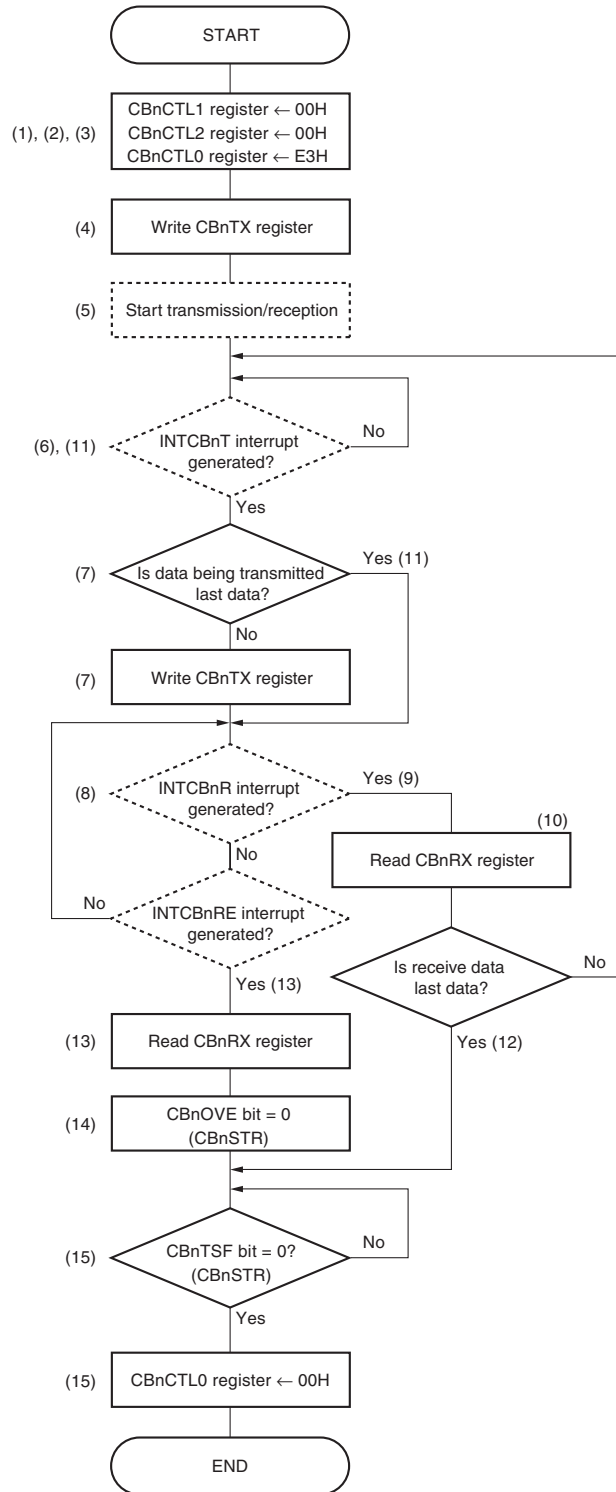 START
CBnCTL1 register ← 00H
(1), (2), (3)
CBnCTL2 register ← 00H
CBnCTL0 register ← E3H
(4)
Write CBnTX register
(5)
Start transmission/reception
(6), (11)
INTCBnT interrupt
generated?
No
Yes
(7)
Is data being transmitted
last data?
Yes (11)
No
(7)
Write CBnTX register
(8)
INTCBnR interrupt
generated?
Yes (9)
No
(10)
Read CBnRX register
No
INTCBnRE interrupt
generated?
Is receive data
last data?
No
Yes (13)
Yes (12)
(13)
Read CBnRX register
(14)
CBnOVE bit = 0
(CBnSTR)
(15)
CBnTSF bit = 0?
(CBnSTR)
No
Yes
(15)
CBnCTL0 register ← 00H
END